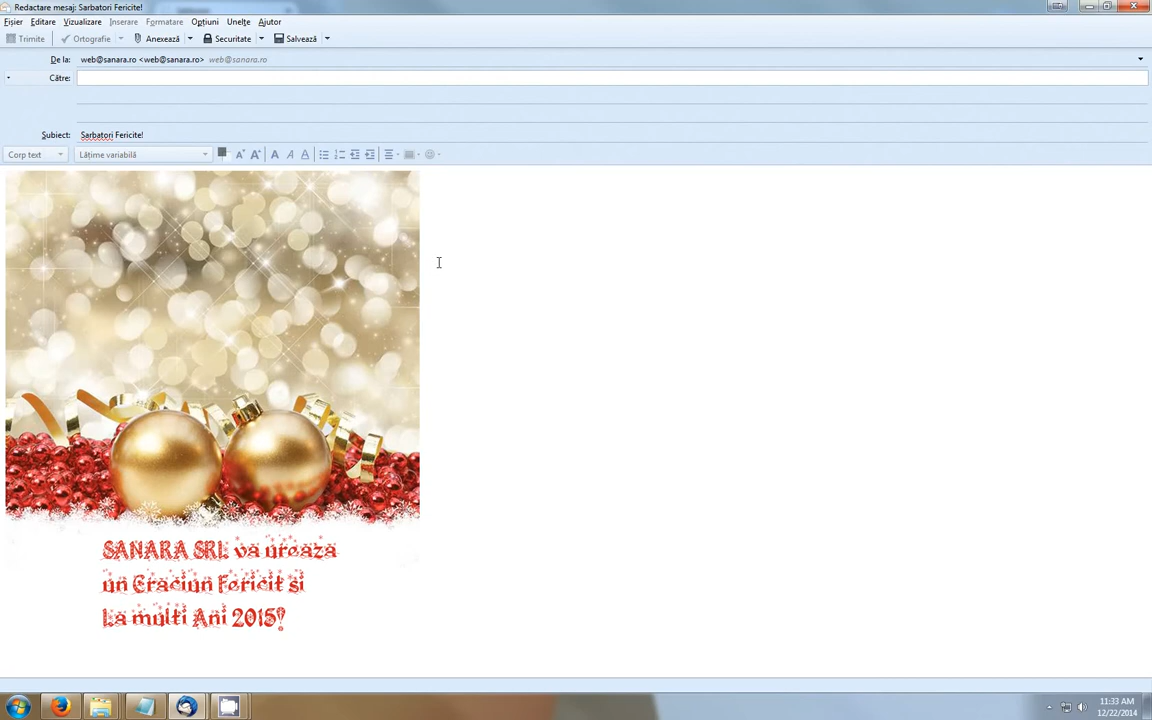 Redactare mesaj: Sarbatori Fericite!
Fișier Editare Vizualizare Inserare Formatare Opțiuni Unelte Ajutor
Trimite Ortografie Anexează Securitate Salvează
De la: web@sanara.ro <web@sanara.ro> web@sanara.ro
Către:
Subiect: Sarbatori Fericite!
Corp text Lățime variabilă
SANARA SRL va ureaza
un Craciun Fericit si
La multi Ani 2015!
11:33 AM
12/22/2014